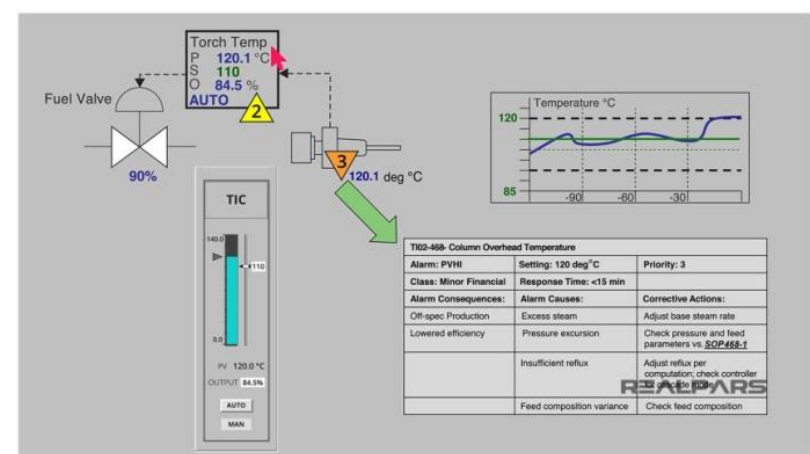 Torch Temp
P 120.1 °C
S 110
O 84.5 %
AUTO
2
Fuel Valve
90%
3
120.1 deg °C
Temperature °C
120
85
-90 -60 -30
TIC
140.0
110
0.0
PV 120.0 °C
OUTPUT 84.5%
AUTO
MAN
TI02-468- Column Overhead Temperature
Alarm: PVHI Setting: 120 deg°C Priority: 3
Class: Minor Financial Response Time: <15 min
Alarm Consequences: Alarm Causes: Corrective Actions:
Off-spec Production Excess steam Adjust base steam rate
Lowered efficiency Pressure excursion Check pressure and feed
parameters vs. SOP468-1
Insufficient reflux Adjust reflux per
computation; check controller
for cascade mode
REALPARS
Feed composition variance Check feed composition